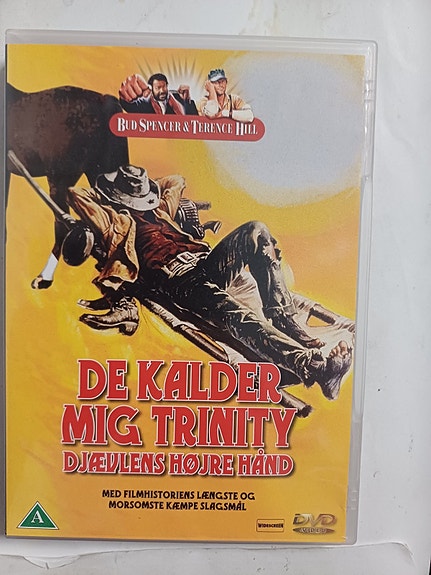 BUD SPENCER & TERENCE HILL
DE KALDER
MIG TRINITY
DJÆVLENS HØJRE HÅND
MED FILMHISTORIENS LÆNGSTE OG
MORSOMSTE KÆMPE SLAGSMÅL
A
WIDESCREEN
DVD
VIDEO